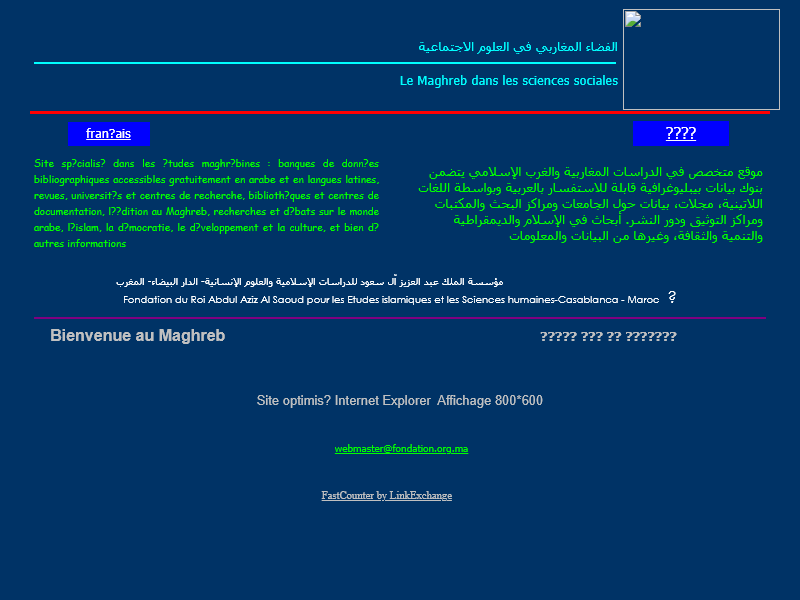 الفضاء المغاربي في العلوم الاجتماعية
Le Maghreb dans les sciences sociales
fran?ais
????
Site sp?cialis? dans les ?tudes maghr?bines : banques de donn?es
bibliographiques accessibles gratuitement en arabe et en langues latines,
revues, universit?s et centres de recherche, biblioth?ques et centres de
documentation, l??dition au Maghreb, recherches et d?bats sur le monde
arabe, l?islam, la d?mocratie, le d?veloppement et la culture, et bien d?
autres informations
موقع متخصص في الدراسات المغاربية والغرب الإسلامي يتضمن
بنوك بيانات بيبليوغرافية قابلة للاستفسار بالعربية وبواسطة اللغات
اللاتينية، مجلات، بيانات حول الجامعات ومراكز البحث والمكتبات
ومراكز التوثيق ودور النشر. أبحاث في الإسلام والديمقراطية
والتنمية والثقافة، وغيرها من البيانات والمعلومات
مؤسسة الملك عبد العزيز آل سعود للدراسات الإسلامية والعلوم الإنسانية- الدار البيضاء- المغرب
Fondation du Roi Abdul Aziz Al Saoud pour les Etudes islamiques et les Sciences humaines-Casablanca - Maroc ?
Bienvenue au Maghreb
????? ??? ?? ???????
Site optimis? Internet Explorer Affichage 800*600
webmaster@fondation.org.ma
FastCounter by LinkExchange